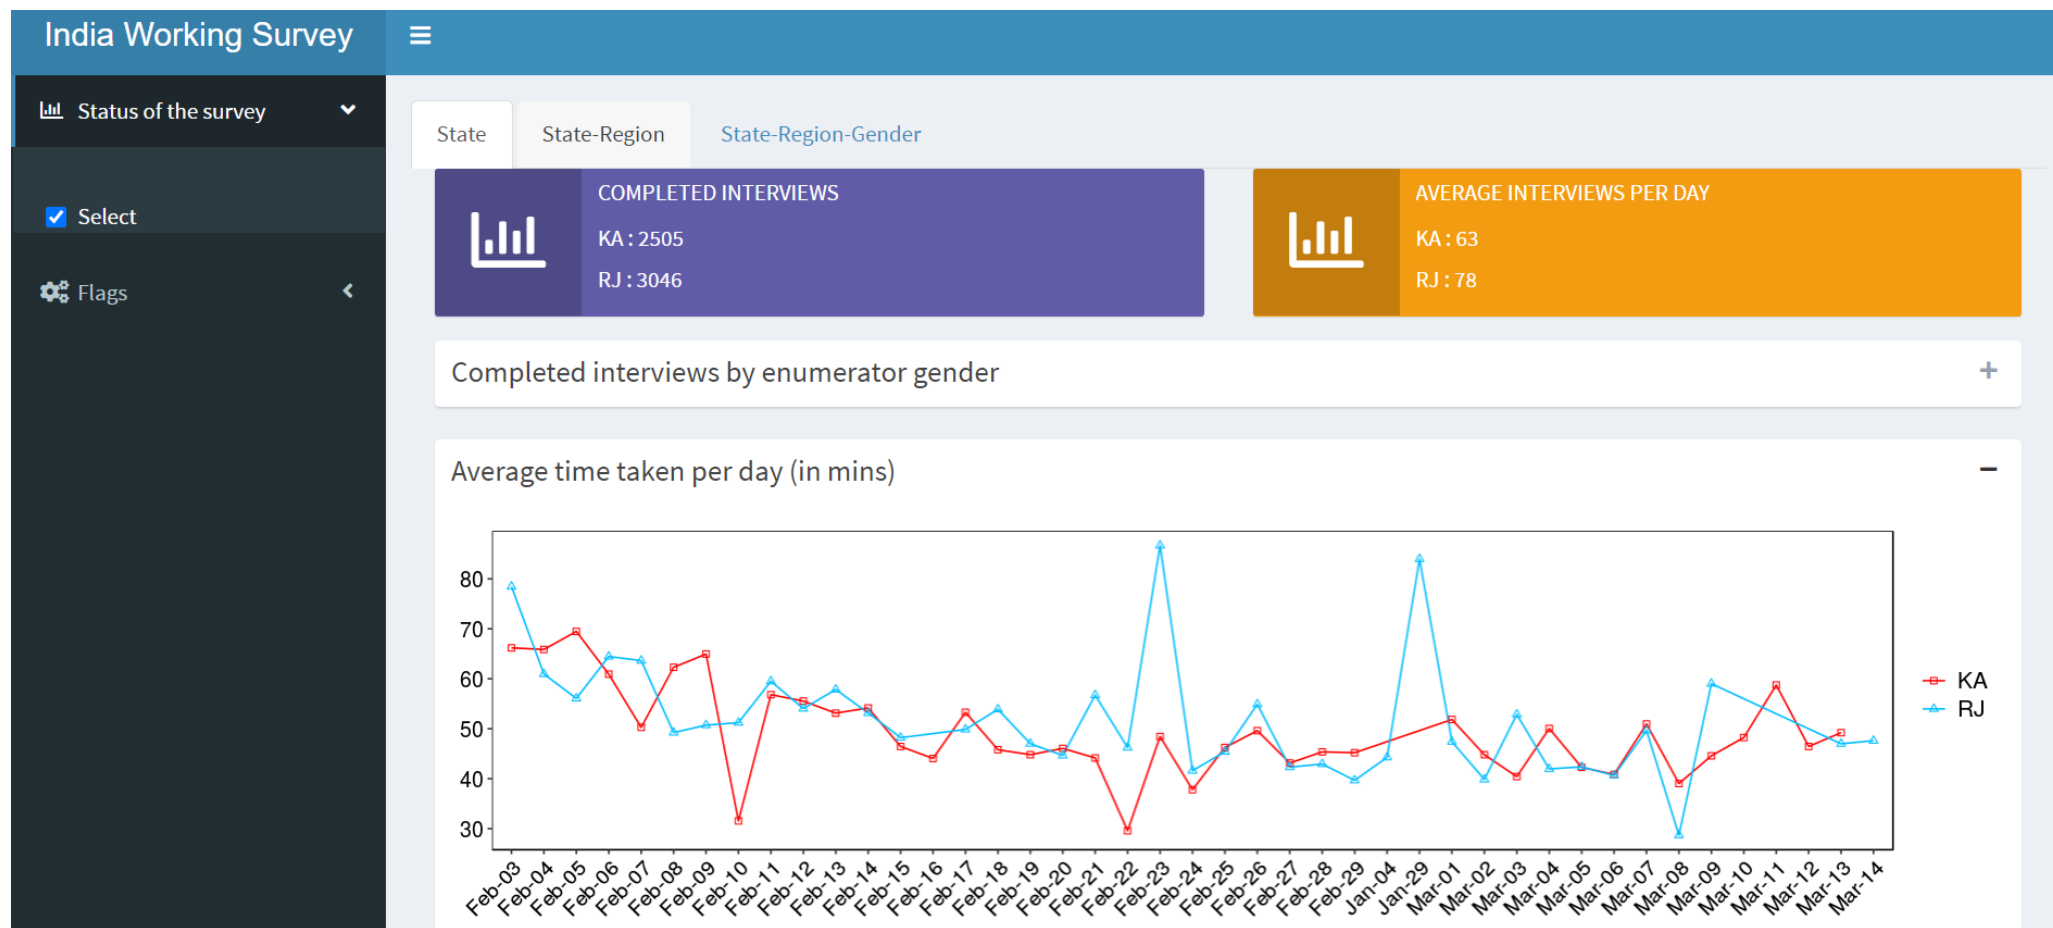 India Working Survey
Status of the survey
Select
Flags
State State-Region State-Region-Gender
COMPLETED INTERVIEWS
KA : 2505
RJ : 3046
AVERAGE INTERVIEWS PER DAY
KA : 63
RJ : 78
Completed interviews by enumerator gender
Average time taken per day (in mins)
80
70
60
50
40
30
KA
RJ
Feb-03 Feb-04 Feb-05 Feb-06 Feb-07 Feb-08 Feb-09 Feb-10 Feb-11 Feb-12 Feb-13 Feb-14 Feb-15 Feb-16 Feb-17 Feb-18 Feb-19 Feb-20 Feb-21 Feb-22 Feb-23 Feb-24 Feb-25 Feb-26 Feb-27 Feb-28 Feb-29 Jan-04 Jan-29 Mar-01 Mar-02 Mar-03 Mar-04 Mar-05 Mar-06 Mar-07 Mar-08 Mar-09 Mar-10 Mar-11 Mar-12 Mar-13 Mar-14